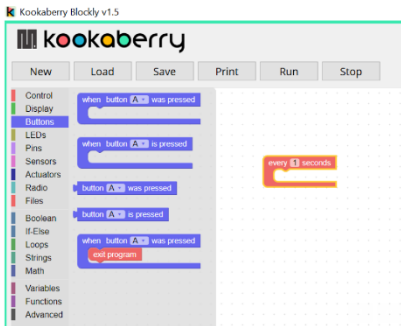 Kookaberry Blockly v1.5
kookaberry
New Load Save Print Run Stop
Control
Display
Buttons
LEDs
Pins
Sensors
Actuators
Radio
Files
Boolean
If-Else
Loops
Strings
Math
Variables
Functions
Advanced
when button A was pressed
when button A is pressed
button A was pressed
button A is pressed
when button A was pressed
exit program
every 1 seconds